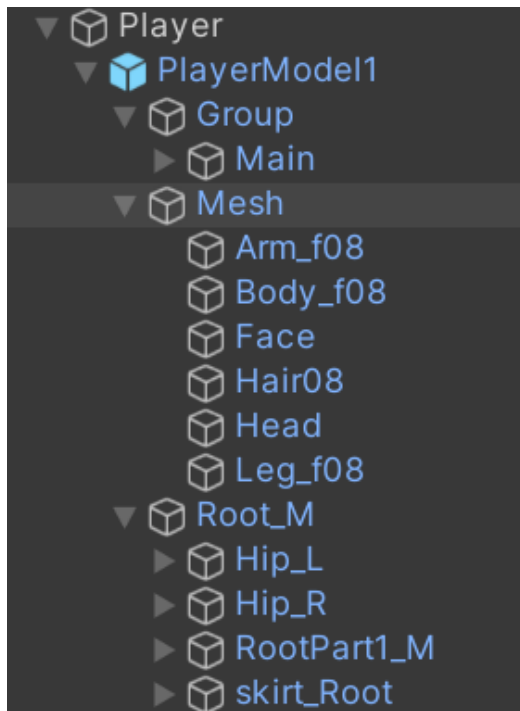 Player
PlayerModel1
Group
Main
Mesh
Arm_f08
Body_f08
Face
Hair08
Head
Leg_f08
Root_M
Hip_L
Hip_R
RootPart1_M
skirt_Root